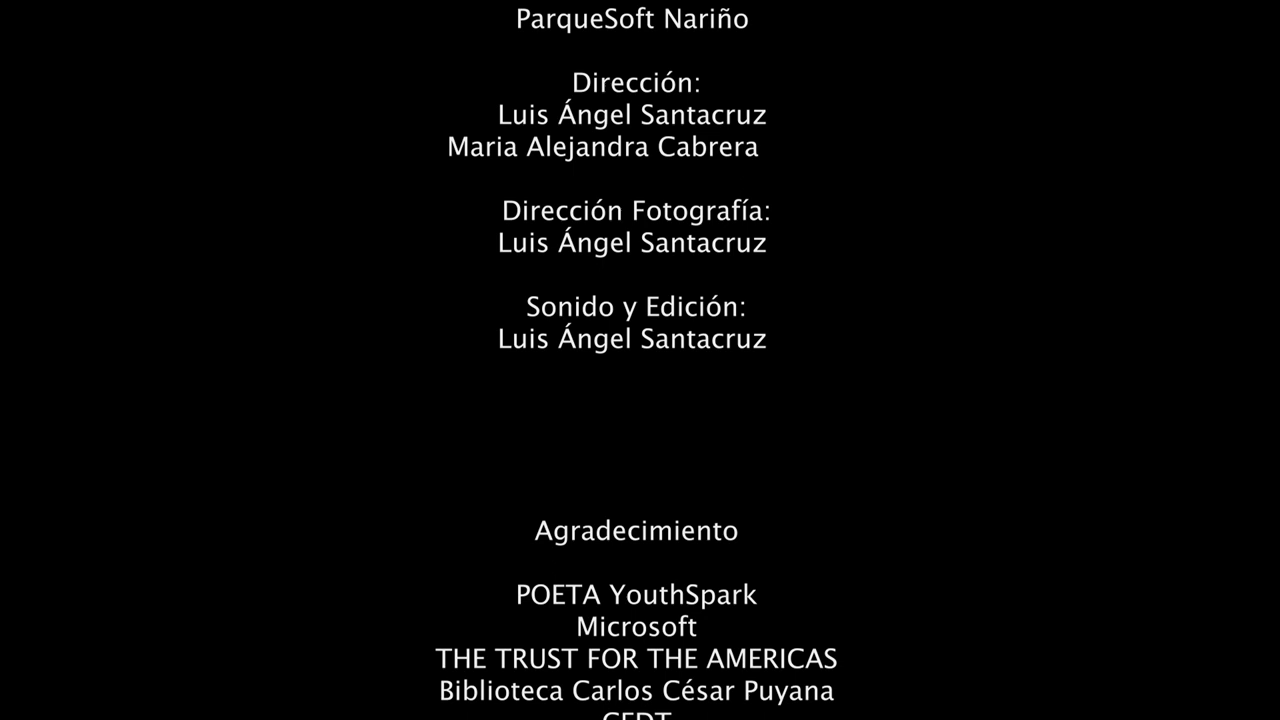 ParqueSoft Nariño
Dirección:
Luis Ángel Santacruz
Maria Alejandra Cabrera
Dirección Fotografía:
Luis Ángel Santacruz
Sonido y Edición:
Luis Ángel Santacruz
Agradecimiento
POETA YouthSpark
Microsoft
THE TRUST FOR THE AMERICAS
Biblioteca Carlos César Puyana